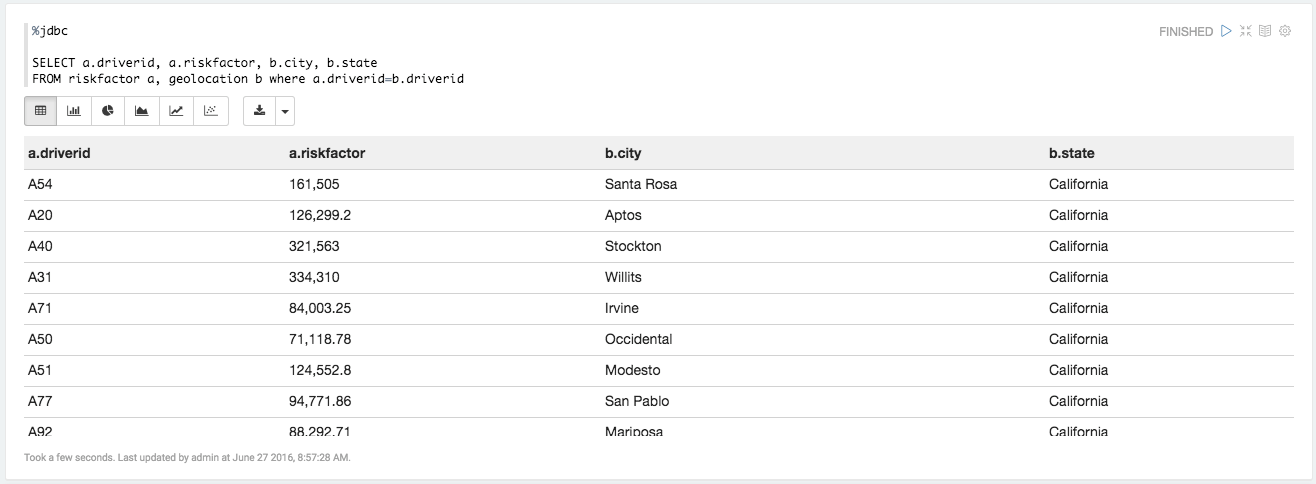 %jdbc
FINISHED
SELECT a.driverid, a.riskfactor, b.city, b.state
FROM riskfactor a, geolocation b where a.driverid=b.driverid
a.driverid a.riskfactor b.city b.state
A54 161,505 Santa Rosa California
A20 126,299.2 Aptos California
A40 321,563 Stockton California
A31 334,310 Willits California
A71 84,003.25 Irvine California
A50 71,118.78 Occidental California
A51 124,552.8 Modesto California
A77 94,771.86 San Pablo California
A92 88,292.71 Mariposa California
Took a few seconds. Last updated by admin at June 27 2016, 8:57:28 AM.